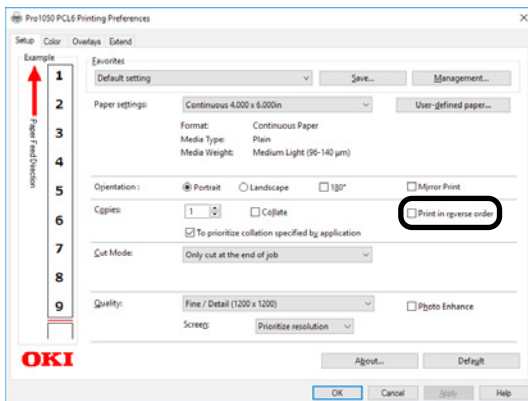 Pro1050 PCL6 Printing Preferences
Setup Color Overlays Extend
Example
Paper Feed Direction
1
2
3
4
5
6
7
8
9
OKI
Favorites
Default setting Save... Management...
Paper settings: Continuous 4.000 x 6.000in User-defined paper...
Format: Continuous Paper
Media Type: Plain
Media Weight: Medium Light (96-140 μm)
Orientation : Portrait Landscape 180° Mirror Print
Copies: 1 Collate Print in reverse order
To prioritize collation specified by application
Cut Mode: Only cut at the end of job
Quality: Fine / Detail (1200 x 1200) Photo Enhance
Screen: Prioritize resolution
About... Default
OK Cancel Apply Help